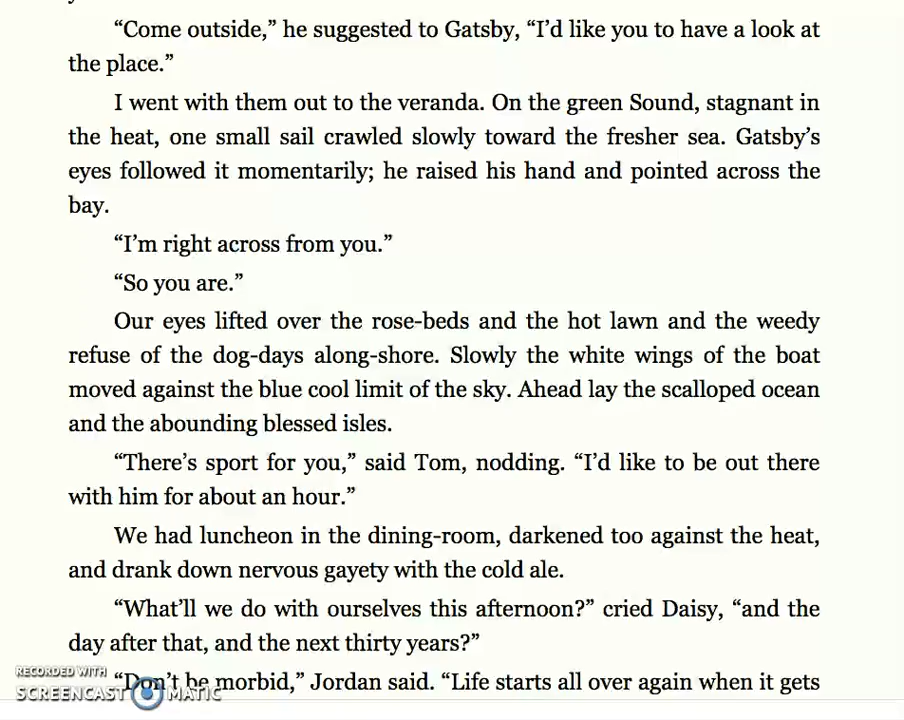 “Come outside,” he suggested to Gatsby, “I’d like you to have a look at
the place.”
I went with them out to the veranda. On the green Sound, stagnant in
the heat, one small sail crawled slowly toward the fresher sea. Gatsby’s
eyes followed it momentarily; he raised his hand and pointed across the
bay.
“I’m right across from you.”
“So you are.”
Our eyes lifted over the rose-beds and the hot lawn and the weedy
refuse of the dog-days along-shore. Slowly the white wings of the boat
moved against the blue cool limit of the sky. Ahead lay the scalloped ocean
and the abounding blessed isles.
“There’s sport for you,” said Tom, nodding. “I’d like to be out there
with him for about an hour.”
We had luncheon in the dining-room, darkened too against the heat,
and drank down nervous gayety with the cold ale.
“What’ll we do with ourselves this afternoon?” cried Daisy, “and the
day after that, and the next thirty years?”
“Don’t be morbid,” Jordan said. “Life starts all over again when it gets
RECORDED WITH
SCREENCAST MATIC